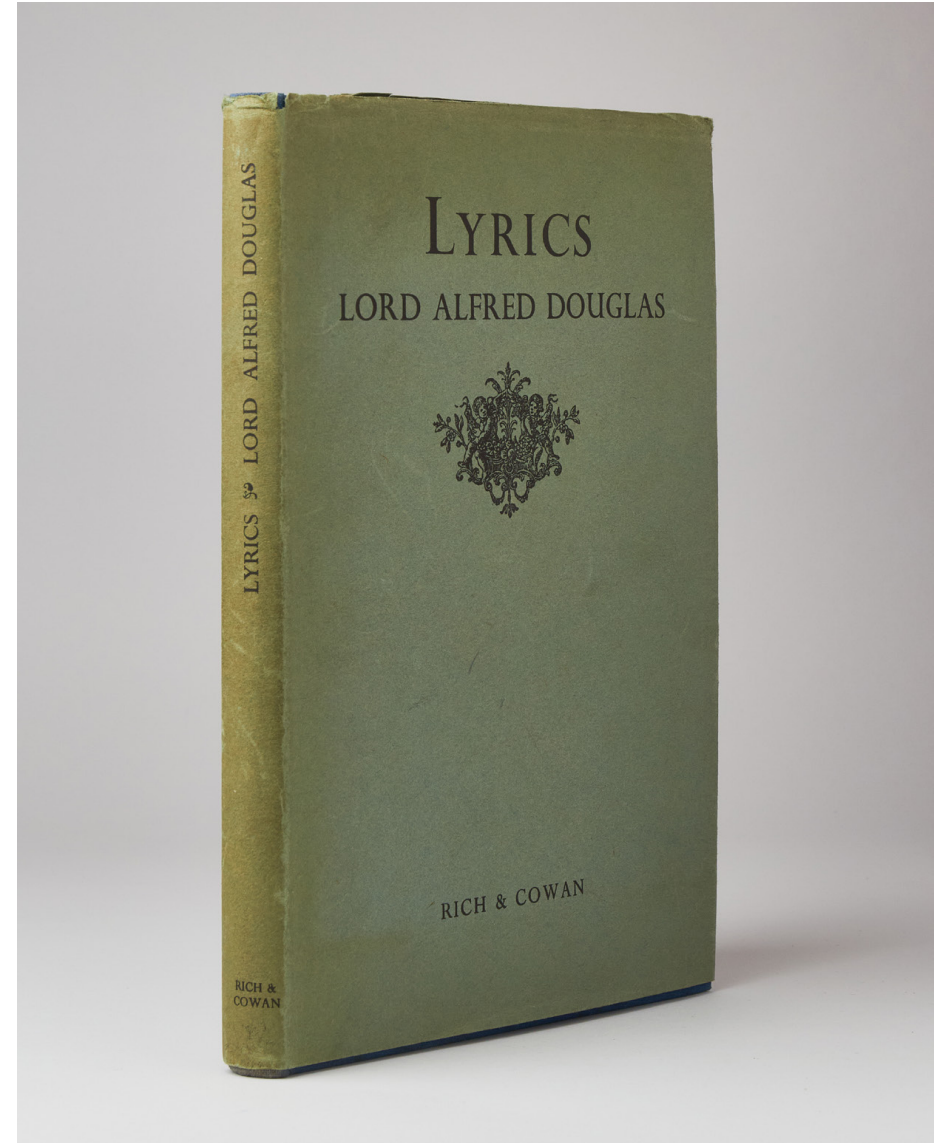 LYRICS
LORD ALFRED DOUGLAS
RICH & COWAN
LYRICS LORD ALFRED DOUGLAS
RICH &
COWAN